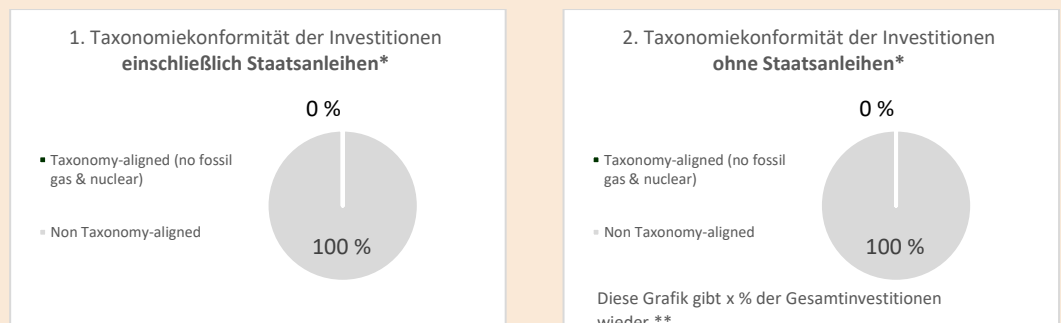 1. Taxonomiekonformität der Investitionen
einschließlich Staatsanleihen*
0 %
Taxonomy-aligned (no fossil
gas & nuclear)
Non Taxonomy-aligned
100 %
2. Taxonomiekonformität der Investitionen
ohne Staatsanleihen*
0 %
Taxonomy-aligned (no fossil
gas & nuclear)
Non Taxonomy-aligned
100 %
Diese Grafik gibt x % der Gesamtinvestitionen
wieder.**